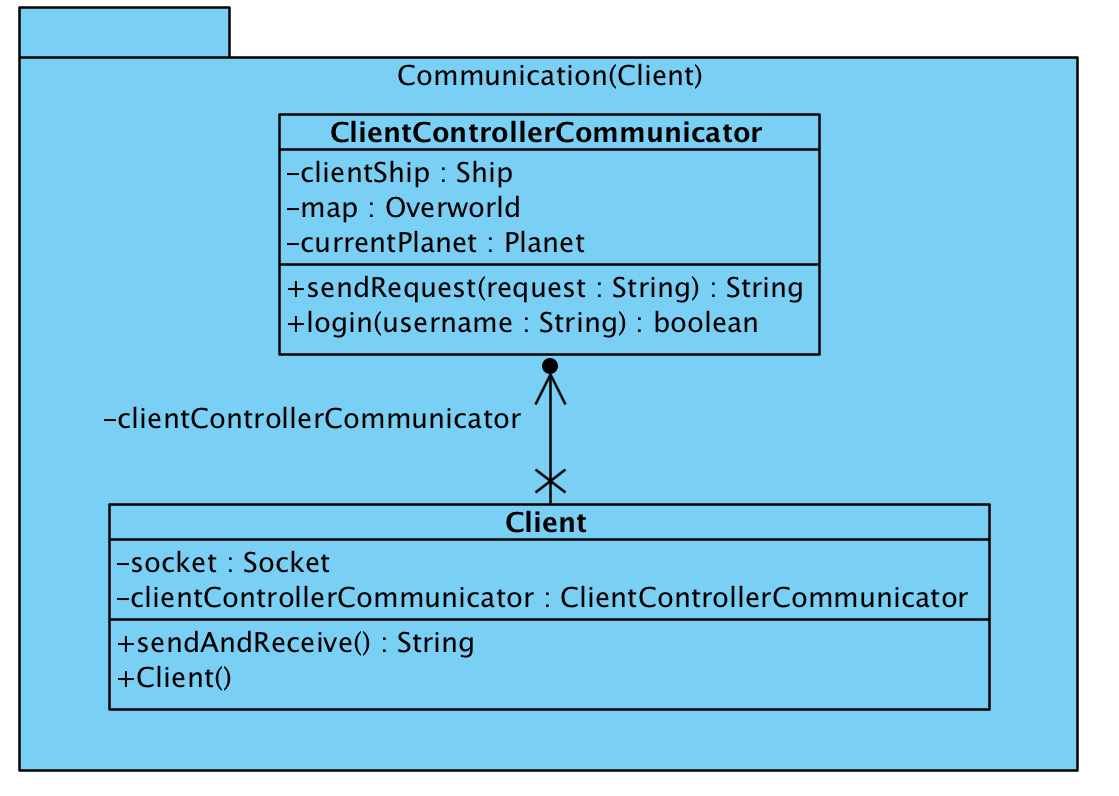 Communication(Client)
ClientControllerCommunicator
-clientShip : Ship
-map : Overworld
-currentPlanet : Planet
+sendRequest(request : String) : String
+login(username : String) : boolean
-clientControllerCommunicator
Client
-socket : Socket
-clientControllerCommunicator : ClientControllerCommunicator
+sendAndReceive() : String
+Client()